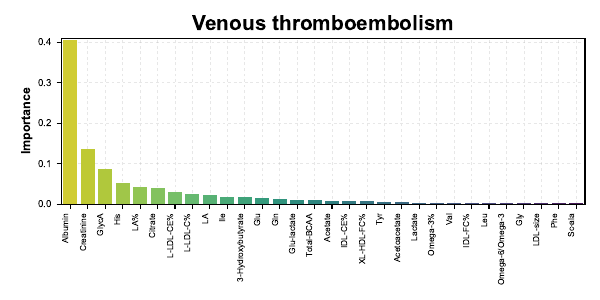 Venous thromboembolism
Importance
0.4
0.3
0.2
0.1
0.0
Albumin
Creatinine
GlycA
His
LA%
Citrate
L-LDL-CE%
L-LDL-C%
LA
Ile
3-Hydroxybutyrate
Glu
Gln
Glu-lactate
Total-BCAA
Acetate
IDL-CE%
XL-HDL-FC%
Tyr
Acetoacetate
Lactate
Omega-3%
Val
IDL-FC%
Leu
Omega-6/Omega-3
Gly
LDL-size
Phe
Sc-ala